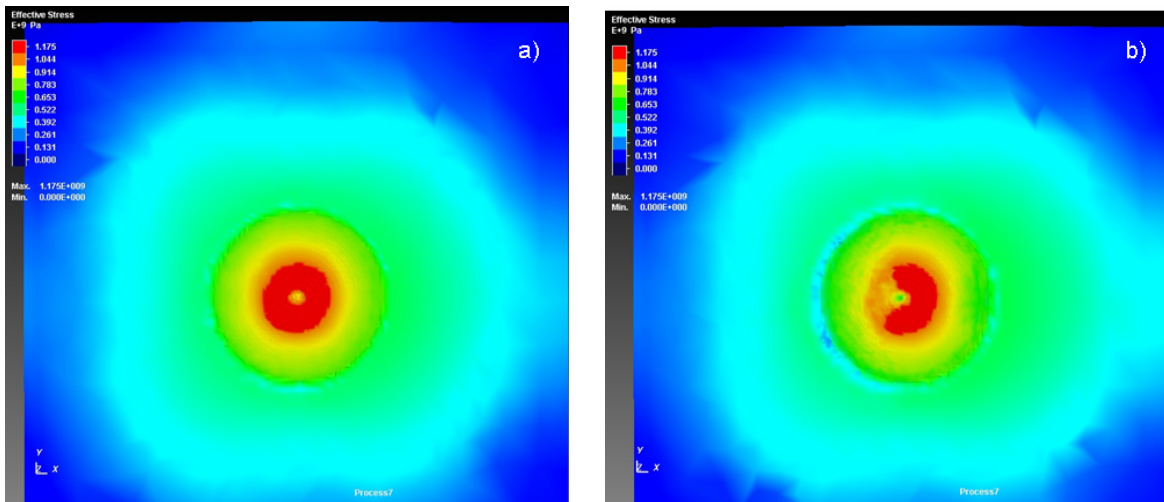 Effective Stress
E+9 Pa
a)
1.175
1.044
0.914
0.783
0.653
0.522
0.392
0.261
0.131
0.000
Max. 1.175E+009
Min. 0.000E+000
Y
Z X
Process7
Effective Stress
E+9 Pa
b)
1.175
1.044
0.914
0.783
0.653
0.522
0.392
0.261
0.131
0.000
Max. 1.175E+009
Min. 0.000E+000
Y
Z X
Process7